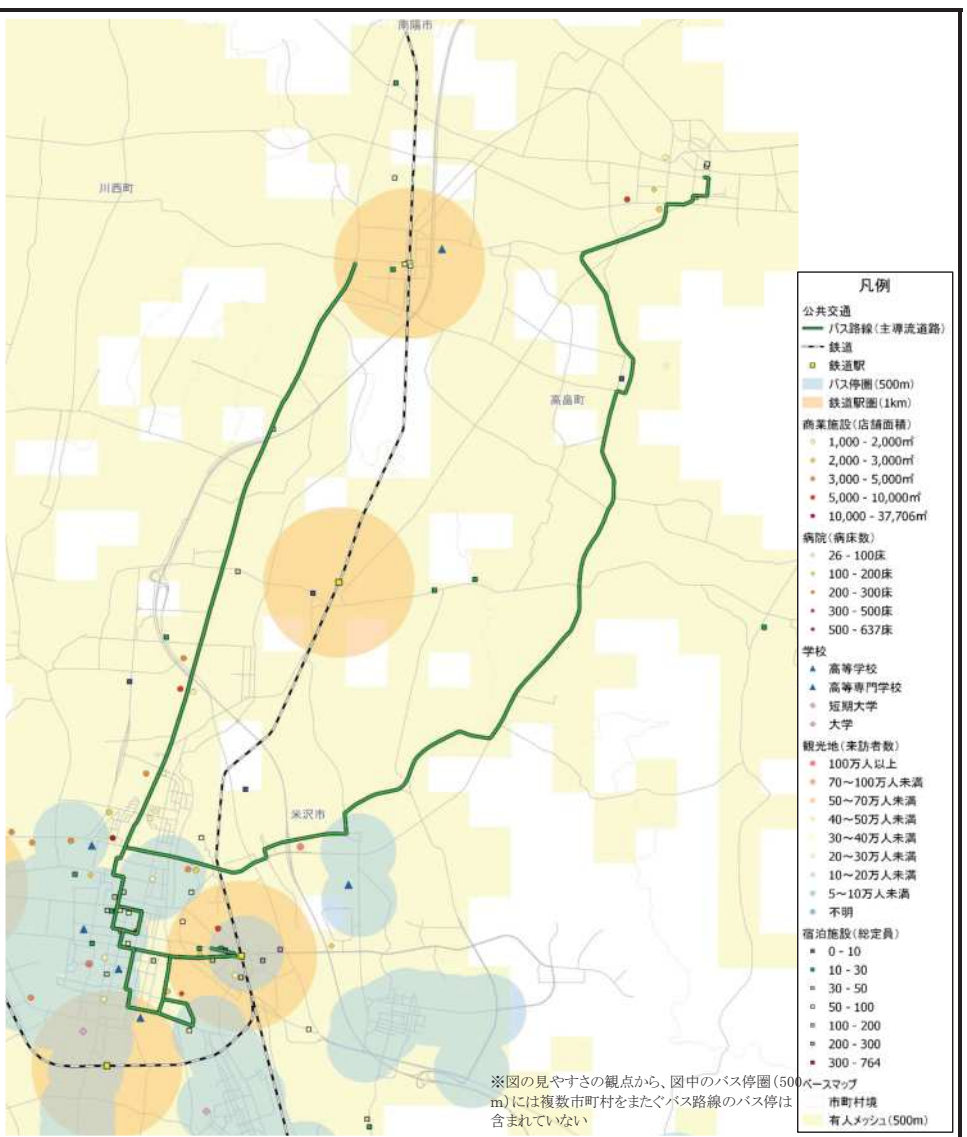 南陽市
川西町
高畠町
米沢市
凡例
公共交通
バス路線(主導流道路)
鉄道
鉄道駅
バス停圏(500m)
鉄道駅圏(1km)
商業施設(店舗面積)
1,000 - 2,000㎡
2,000 - 3,000㎡
3,000 - 5,000㎡
5,000 - 10,000㎡
10,000 - 37,706㎡
病院(病床数)
26 - 100床
100 - 200床
200 - 300床
300 - 500床
500 - 637床
学校
高等学校
高等専門学校
短期大学
大学
観光地(来訪者数)
100万人以上
70～100万人未満
50～70万人未満
40～50万人未満
30～40万人未満
20～30万人未満
10～20万人未満
5～10万人未満
不明
宿泊施設(総定員)
0 - 10
10 - 30
30 - 50
50 - 100
100 - 200
200 - 300
300 - 764
ベースマップ
市町村境
有人メッシュ(500m)
※図の見やすさの観点から、図中のバス停圏(500
m)には複数市町村をまたぐバス路線のバス停は
含まれていない